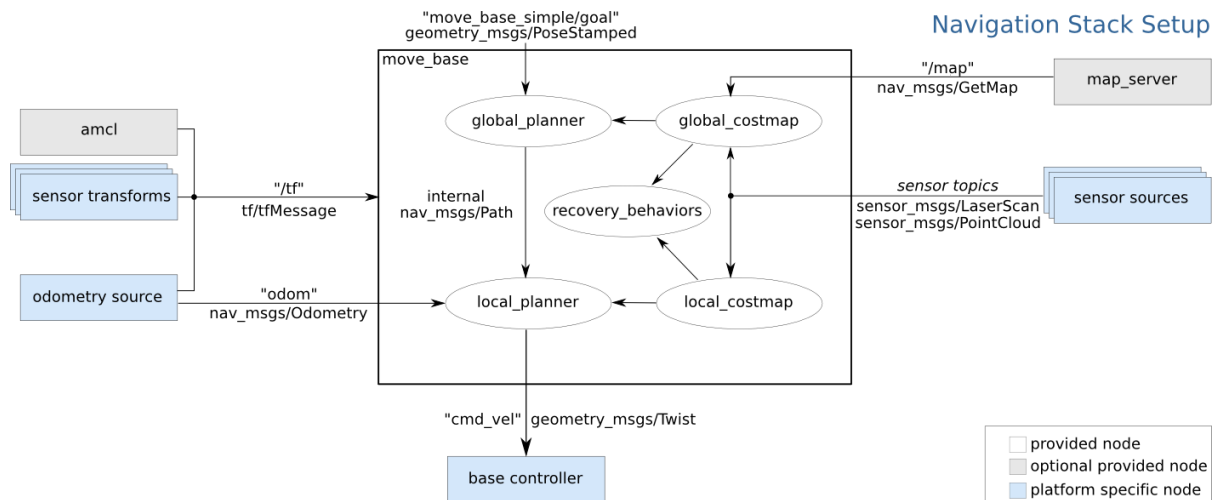 Navigation Stack Setup
"move_base_simple/goal"
geometry_msgs/PoseStamped
move_base
"/map"
nav_msgs/GetMap
map_server
amcl
global_planner
global_costmap
sensor transforms
"/tf"
tf/tfMessage
internal
nav_msgs/Path
recovery_behaviors
sensor topics
sensor_msgs/LaserScan
sensor_msgs/PointCloud
sensor sources
odometry source
"odom"
nav_msgs/Odometry
local_planner
local_costmap
"cmd_vel" geometry_msgs/Twist
base controller
provided node
optional provided node
platform specific node